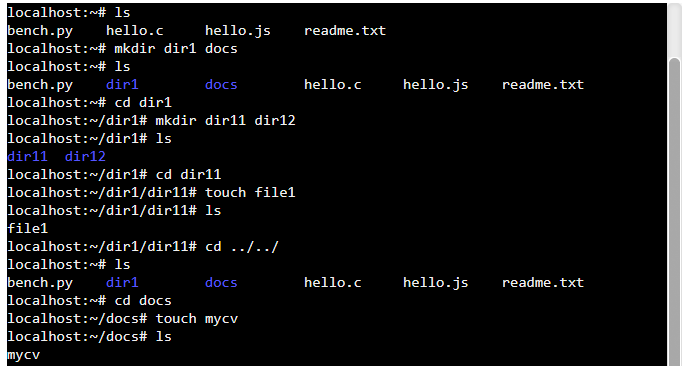 localhost:~# ls
bench.py    hello.c    hello.js    readme.txt
localhost:~# mkdir dir1 docs
localhost:~# ls
bench.py    dir1        docs        hello.c     hello.js    readme.txt
localhost:~# cd dir1
localhost:~/dir1# mkdir dir11 dir12
localhost:~/dir1# ls
dir11  dir12
localhost:~/dir1# cd dir11
localhost:~/dir1/dir11# touch file1
localhost:~/dir1/dir11# ls
file1
localhost:~/dir1/dir11# cd ../../
localhost:~# ls
bench.py    dir1        docs        hello.c     hello.js    readme.txt
localhost:~# cd docs
localhost:~/docs# touch mycv
localhost:~/docs# ls
mycv